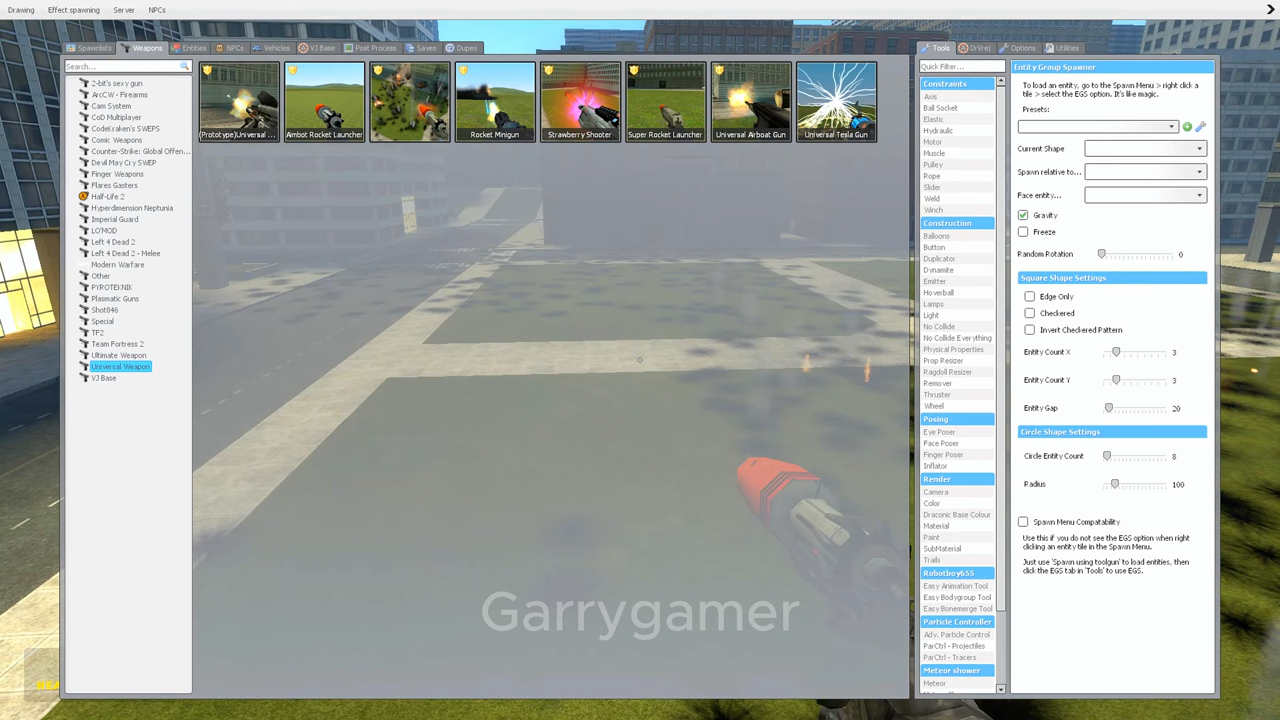 Drawing
Effect spawning
Server
NPCs
Spawnlists
Weapons
Entities
NPCs
Vehicles
VJ Base
Post Process
Saves
Dupes
Search...
2-bit's sexy gun
ArcCW - Firearms
Cam System
CoD Multiplayer
CodeKraken's SWEPS
Comic Weapons
Counter-Strike: Global Offen...
Devil May Cry SWEP
Finger Weapons
Flares Gasters
Half-Life 2
Hyperdimension Neptunia
Imperial Guard
LO'MOD
Left 4 Dead 2
Left 4 Dead 2 - Melee
Modern Warfare
Other
PYROTEKNIK
Plasmatic Guns
Shot846
Special
TF2
Team Fortress 2
Ultimate Weapon
Universal Weapon
VJ Base
(Prototype)Universal ...
Aimbot Rocket Launcher
Rocket Minigun
Strawberry Shooter
Super Rocket Launcher
Universal Airboat Gun
Universal Tesla Gun
Garrygamer
Tools
DrVrej
Options
Utilities
Quick Filter...
Constraints
Axis
Ball Socket
Elastic
Hydraulic
Motor
Muscle
Pulley
Rope
Slider
Weld
Winch
Construction
Balloons
Button
Duplicator
Dynamite
Emitter
Hoverball
Lamps
Light
No Collide
No Collide Everything
Physical Properties
Prop Resizer
Ragdoll Resizer
Remover
Thruster
Wheel
Posing
Eye Poser
Face Poser
Finger Poser
Inflator
Render
Camera
Color
Draconic Base Colour
Material
Paint
SubMaterial
Trails
Robotboy655
Easy Animation Tool
Easy Bodygroup Tool
Easy Bonemerge Tool
Particle Controller
Adv. Particle Control
ParCtrl - Projectiles
ParCtrl - Tracers
Meteor shower
Meteor
Entity Group Spawner
To load an entity, go to the Spawn Menu > right click a
tile > select the EGS option. It's like magic.
Presets:
Current Shape
Spawn relative to...
Face entity...
Gravity
Freeze
Random Rotation 0
Square Shape Settings
Edge Only
Checkered
Invert Checkered Pattern
Entity Count X 3
Entity Count Y 3
Entity Gap 20
Circle Shape Settings
Circle Entity Count 8
Radius 100
Spawn Menu Compatability
Use this if you do not see the EGS option when right
clicking an entity tile in the Spawn Menu.
Just use 'Spawn using toolgun' to load entities, then
click the EGS tab in 'Tools' to use EGS.